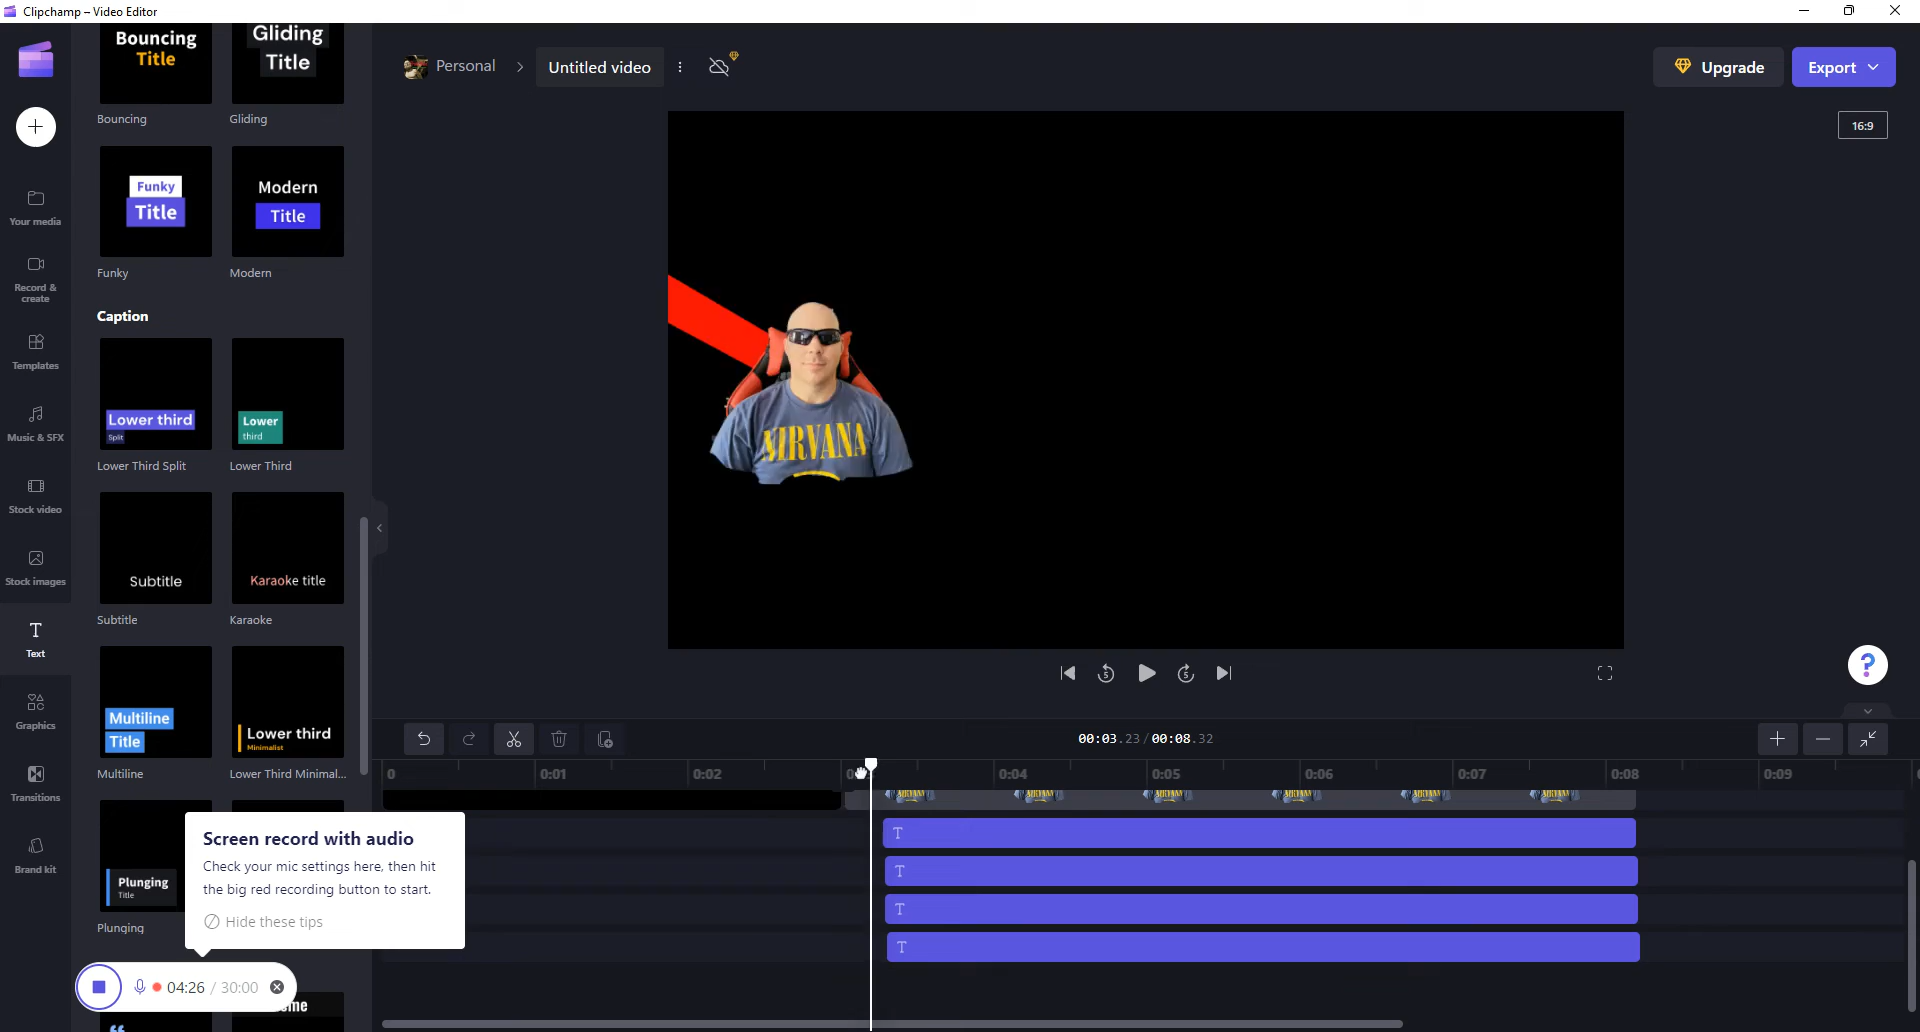 Clipchamp – Video Editor
Personal
Untitled video
Upgrade
Export
16:9
Your media
Record & create
Templates
Music & SFX
Stock video
Stock images
Text
Graphics
Transitions
Brand kit
Bouncing
Title
Bouncing
Gliding
Title
Gliding
Funky
Title
Funky
Modern
Title
Modern
Caption
Lower third
Split
Lower Third Split
Lower
third
Lower Third
Subtitle
Subtitle
Karaoke title
Karaoke
Multiline
Title
Multiline
Lower third
Minimalist
Lower Third Minimal...
Plunging
Title
Plunging
Screen record with audio
Check your mic settings here, then hit
the big red recording button to start.
Hide these tips
04:26 / 30:00
NIRVANA
5
5
?
00:03.23 / 00:08.32
0
0:01
0:02
0:04
0:05
0:06
0:07
0:08
0:09
T
T
T
T